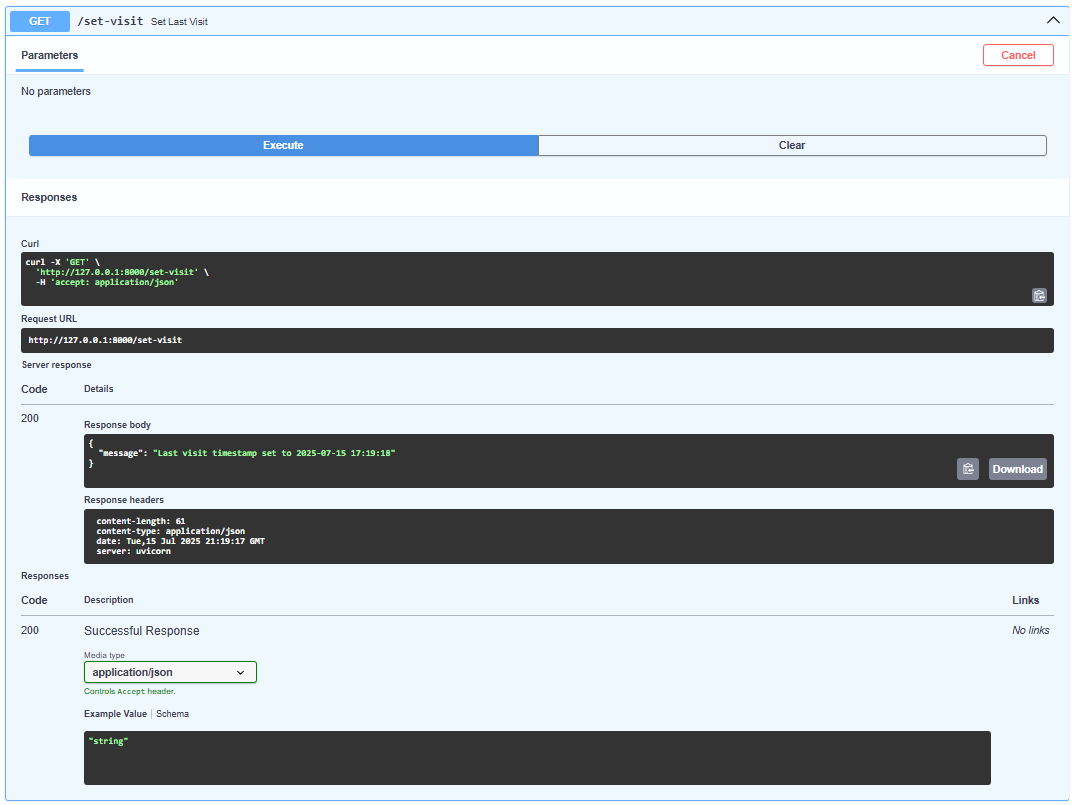 GET /set-visit Set Last Visit
Parameters
Cancel
No parameters
Execute
Clear
Responses
Curl
curl -X 'GET' \
'http://127.0.0.1:8000/set-visit' \
-H 'accept: application/json'
Request URL
http://127.0.0.1:8000/set-visit
Server response
Code Details
200
Response body
{
"message": "Last visit timestamp set to 2025-07-15 17:19:18"
}
Download
Response headers
content-length: 61
content-type: application/json
date: Tue,15 Jul 2025 21:19:17 GMT
server: uvicorn
Responses
Code Description Links
200 Successful Response No links
Media type
application/json
Controls Accept header.
Example Value | Schema
"string"